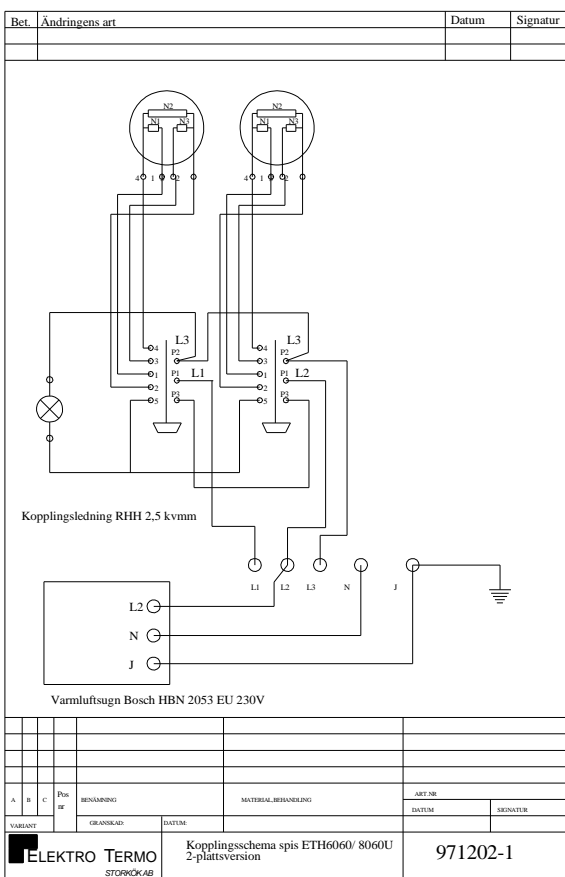 Bet. Ändringens art Datum Signatur
N2 N2
N1 N3 N1 N3
4 1 2 4 1 2
L3 L3
4 P2 4 P2
3 3
1 P1 L1 1 P1 L2
2 2
5 P3 5 P3
Kopplingsledning RHH 2,5 kvmm
L1 L2 L3 N J
L2
N
J
Varmluftsugn Bosch HBN 2053 EU 230V
A B C Pos nr BENÄMNING MATERIAL,BEHANDLING ART.NR
DATUM SIGNATUR
VARIANT GRANSKAD: DATUM:
ELEKTRO TERMO
STORKÖK AB
Kopplingsschema spis ETH6060/ 8060U
2-plattsversion
971202-1